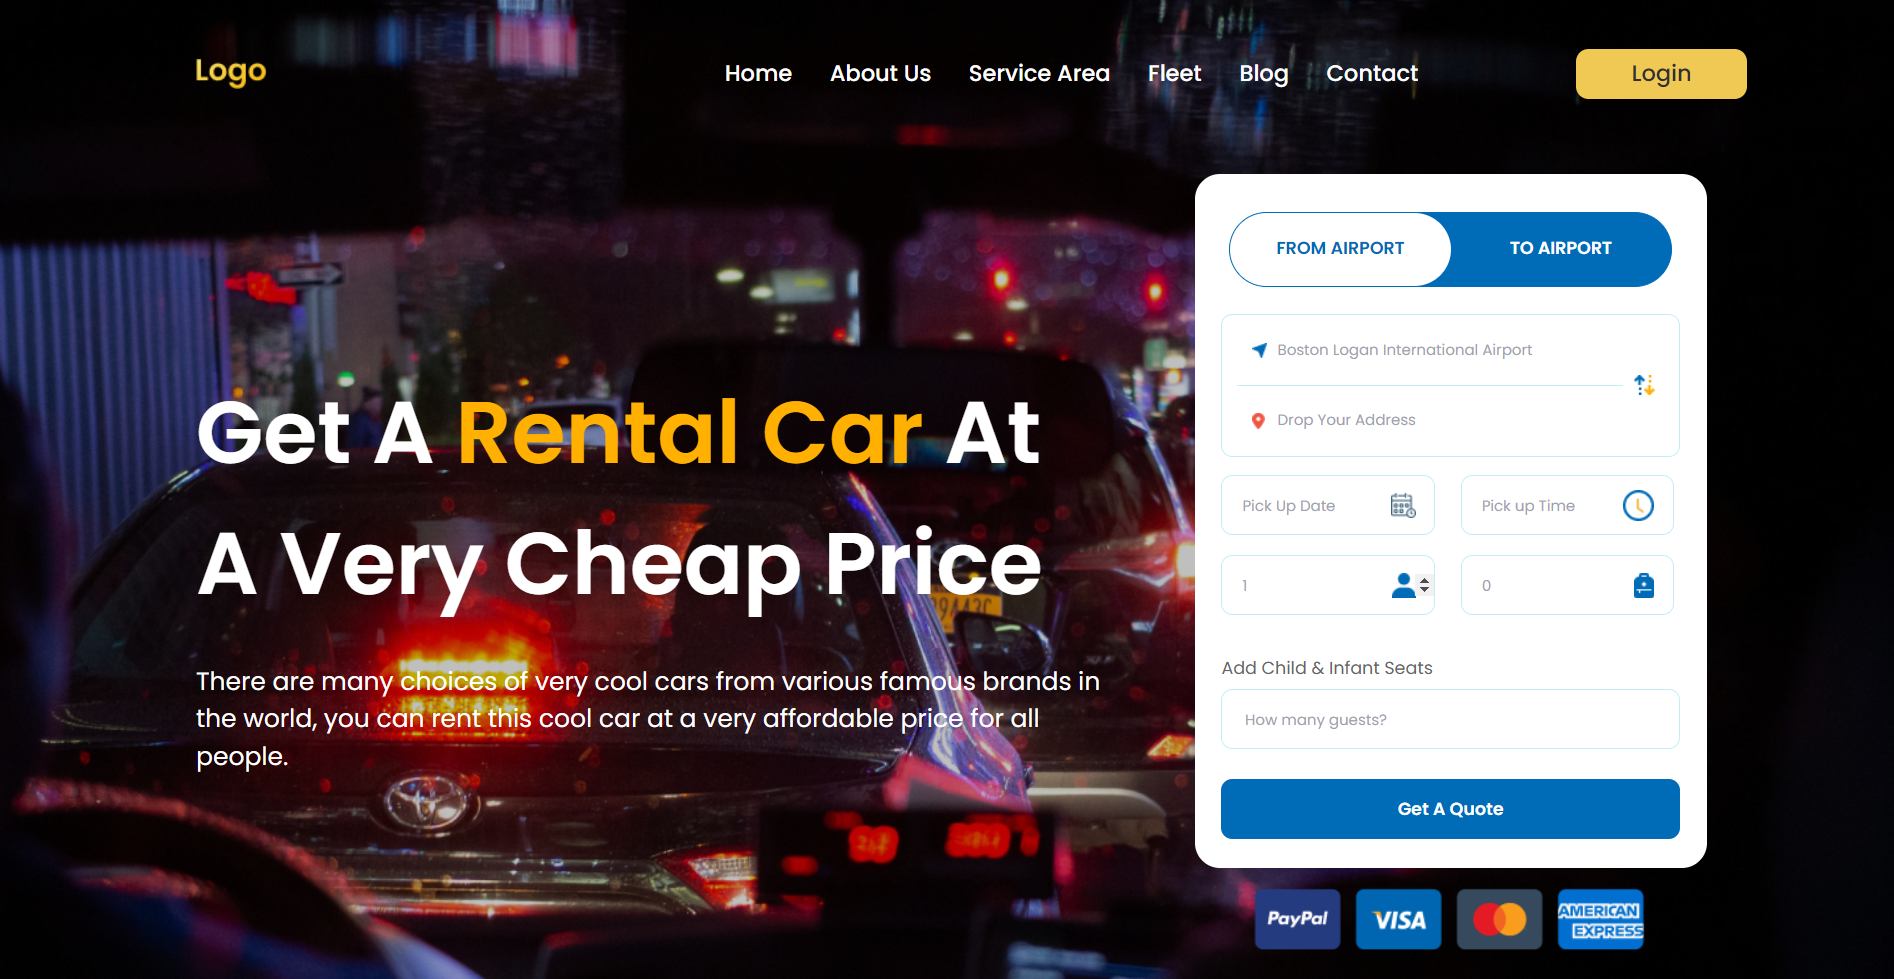 Logo
Home About Us Service Area Fleet Blog Contact
Login
Get A Rental Car At
A Very Cheap Price
There are many choices of very cool cars from various famous brands in
the world, you can rent this cool car at a very affordable price for all
people.
FROM AIRPORT TO AIRPORT
Boston Logan International Airport
Drop Your Address
Pick Up Date Pick up Time
1 0
Add Child & Infant Seats
How many guests?
Get A Quote
PayPal VISA AMERICAN
EXPRESS